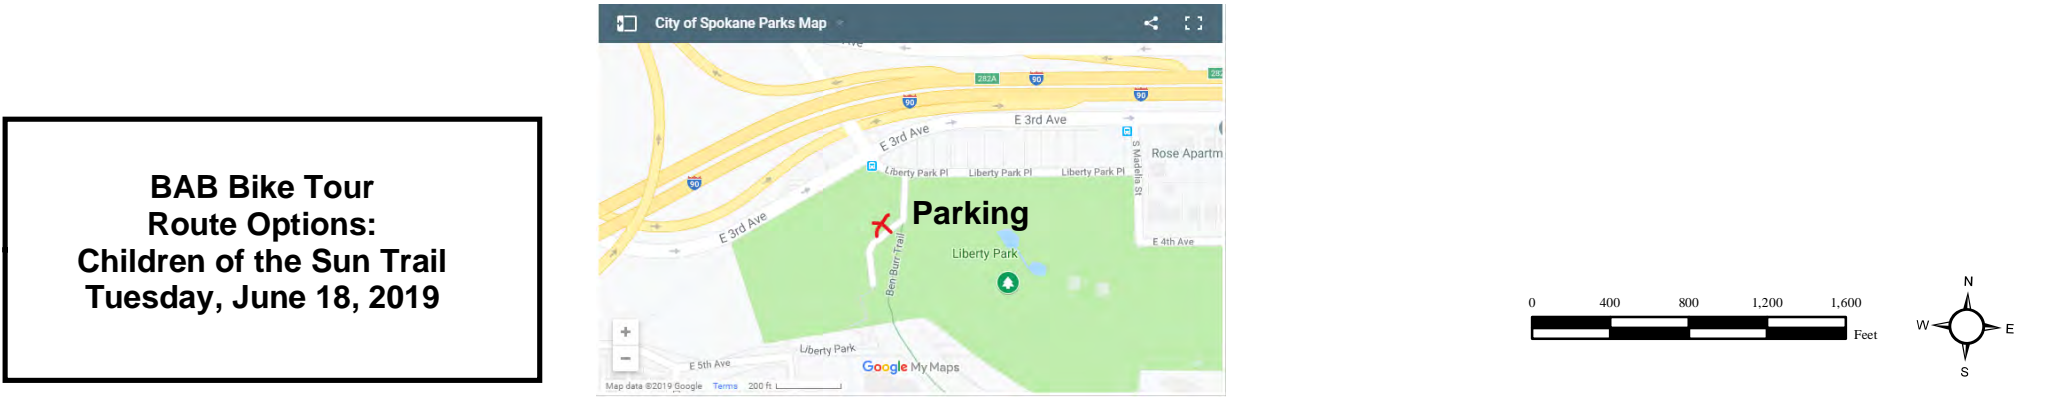 BAB Bike Tour
Route Options:
Children of the Sun Trail
Tuesday, June 18, 2019
City of Spokane Parks Map
Ave
282A
90
282
90
90
E 3rd Ave
E 3rd Ave
S Madelia St
Rose Apartm
Liberty Park Pl
Liberty Park Pl
Liberty Park Pl
90
Parking
E 3rd Ave
Ben Burr Trail
E 4th Ave
Liberty Park
+
−
Liberty Park
E 5th Ave
Google My Maps
Map data ©2019 Google Terms 200 ft
0 400 800 1,200 1,600
Feet
N
W E
S